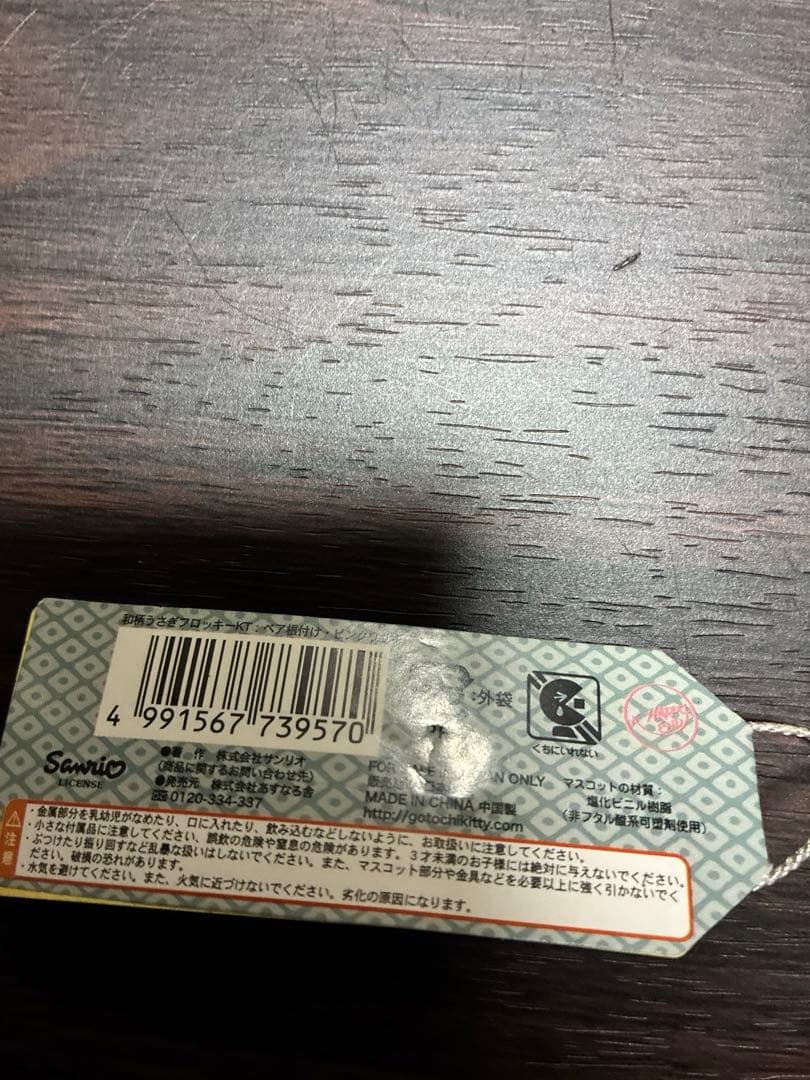 和柄うさぎフロッキーKT：ペア根付け・ピンク
4 991567 739570
:外袋
くちにいれない
Sanrio
LICENSE
●著 作 株式会社サンリオ
(商品に関するお問い合わせ先)
●発売元 株式会社あすなる舎
0120-334-337
FOR SALE IN JAPAN ONLY
MADE IN CHINA 中国製
http://gotochikitty.com
マスコットの材質：
塩化ビニル樹脂
(非フタル酸系可塑剤使用)
注意
・金属部分を乳幼児がなめたり、口に入れたり、飲み込むなどしないように、お取扱いに注意してください。
・小さな付属品に注意してください、誤飲の危険や窒息の危険があります。3才未満のお子様には絶対に与えないでください。
・ぶつけたり振り回すなど乱暴な扱いはしないでください。また、マスコット部分や金具などを必要以上に強く引かないでく
ださい。破損の恐れがあります。
・水気を避けてください。また、火気に近づけないでください。劣化の原因になります。